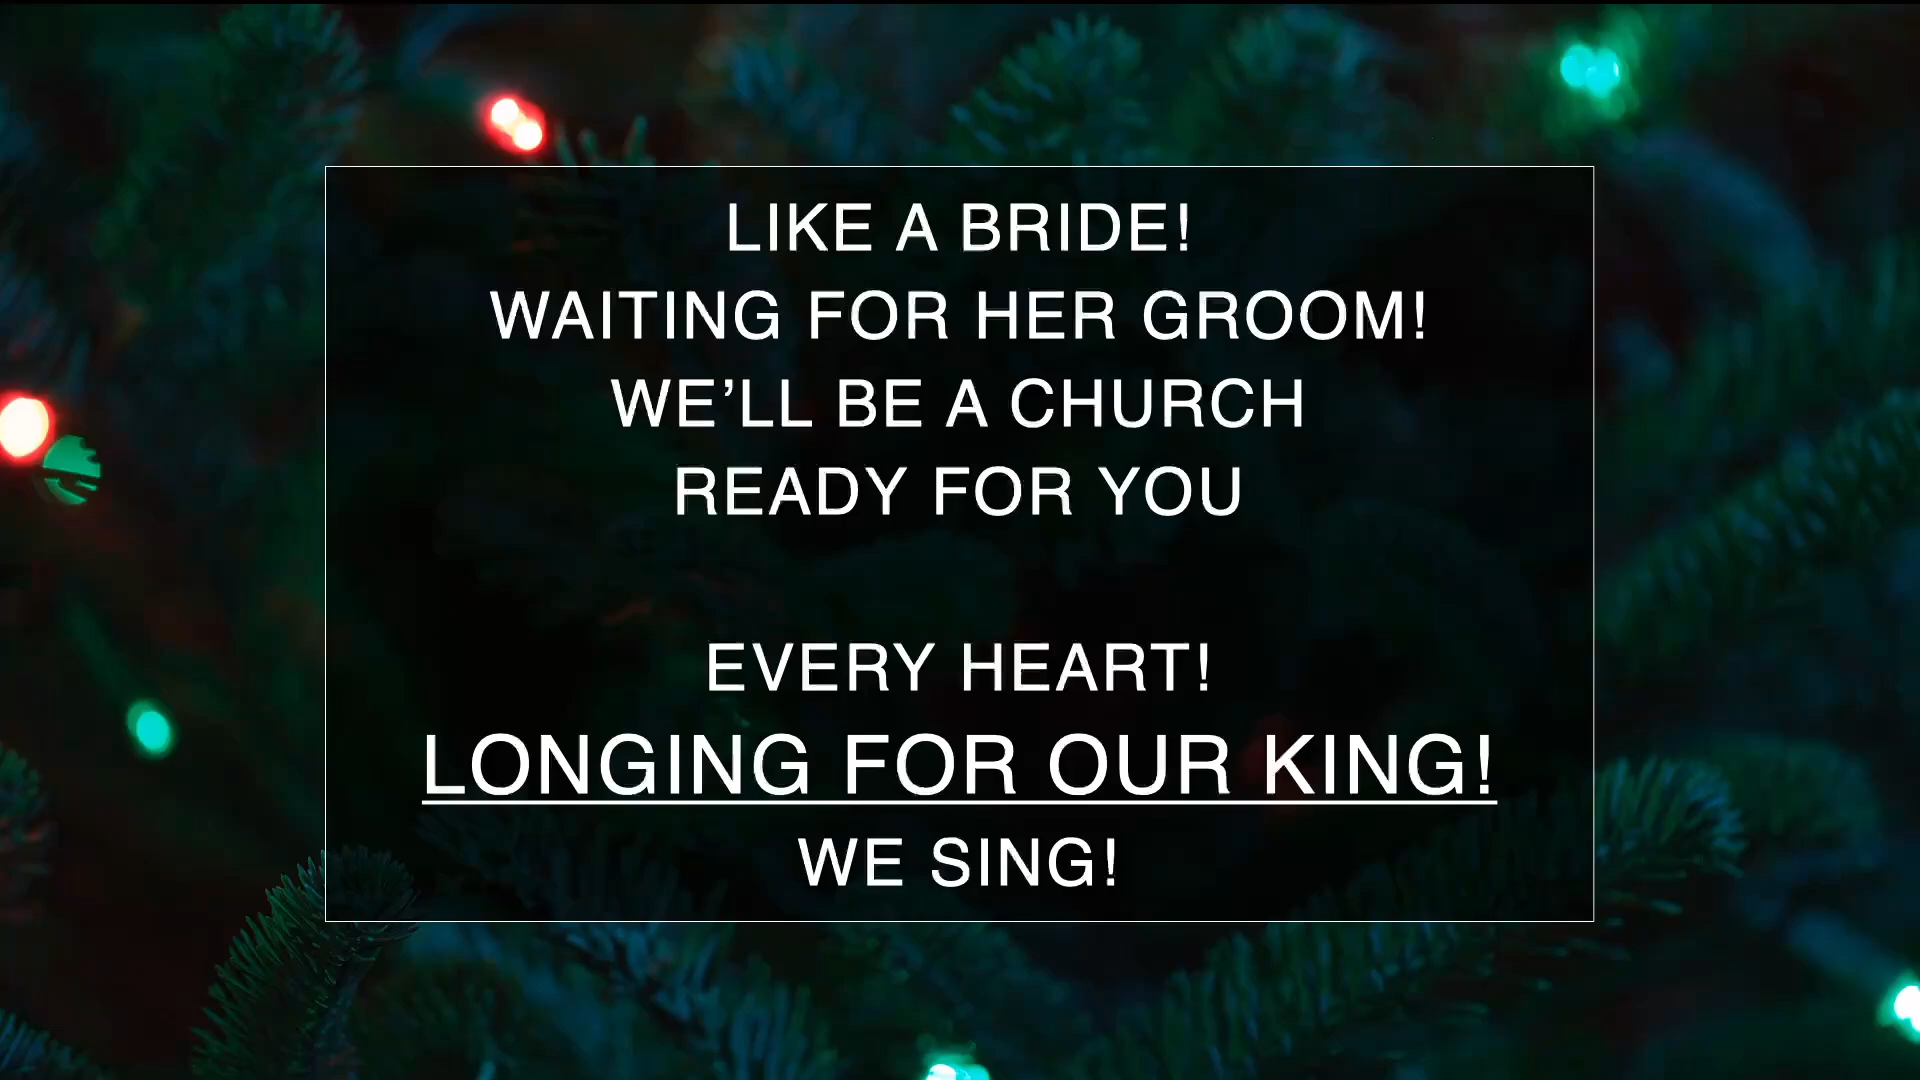 LIKE A BRIDE!
WAITING FOR HER GROOM!
WE’LL BE A CHURCH
READY FOR YOU
EVERY HEART!
LONGING FOR OUR KING!
WE SING!